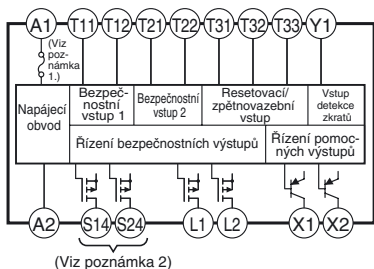 A1 T11 T12 T21 T22 T31 T32 T33 Y1
(Viz
poz-
námka
1.)
Napájecí
obvod
Bezpeč-
nostní
vstup 1
Bezpečnostní
vstup 2
Resetovací/
zpětnovazební
vstup
Vstup
detekce
zkratů
Řízení bezpečnostních výstupů
Řízení pomoc-
ných výstupů
A2 S14 S24 L1 L2 X1 X2
(Viz poznámka 2)